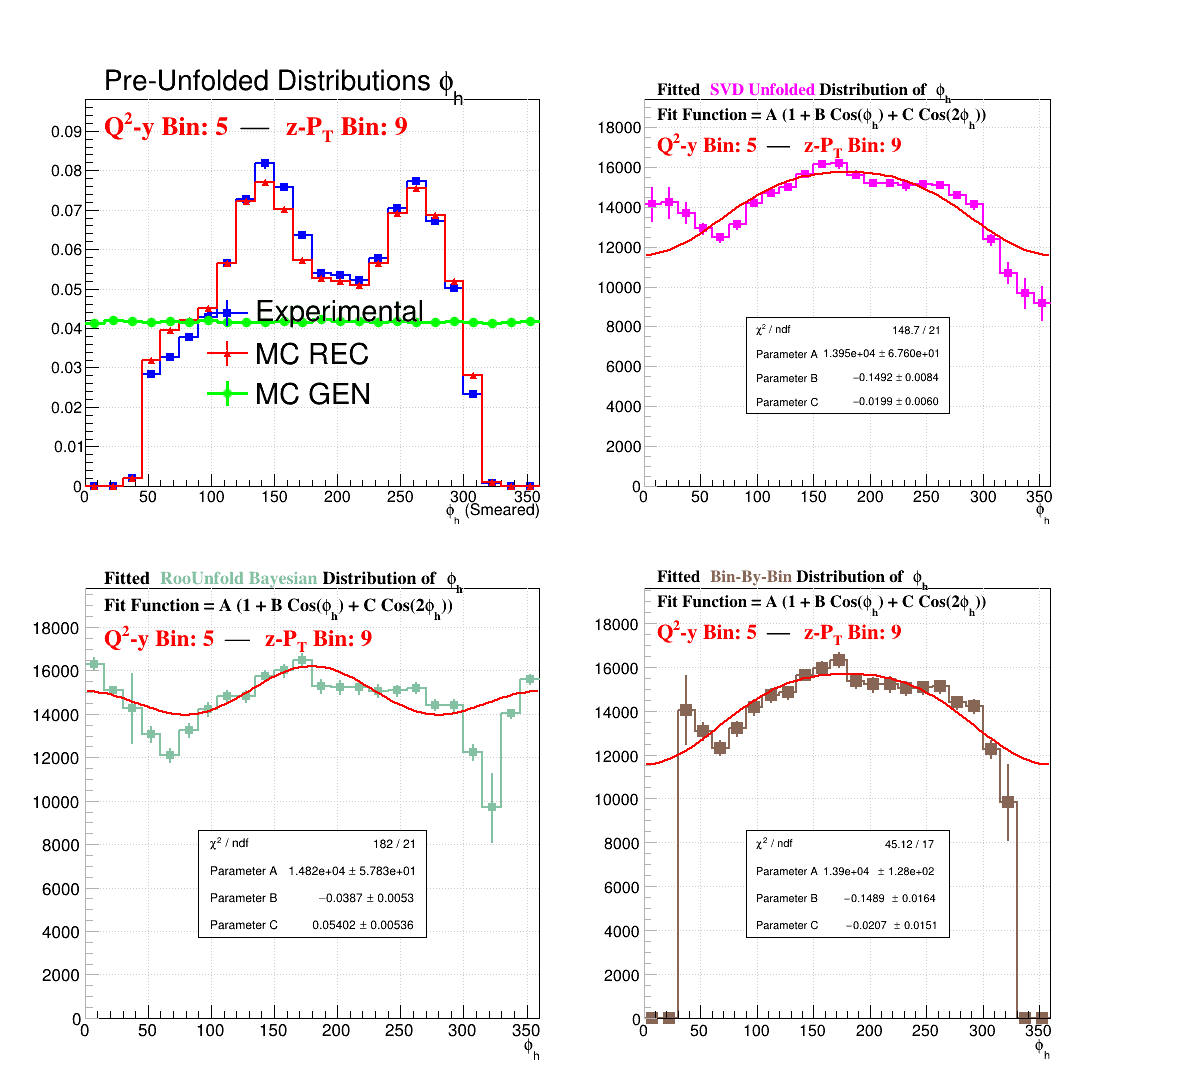 Pre-Unfolded Distributions ϕh
Q²-y Bin: 5 — z-PT Bin: 9
0.09
0.08
0.07
0.06
0.05
0.04
0.03
0.02
0.01
0
Experimental
MC REC
MC GEN
0 50 100 150 200 250 300 350
ϕh (Smeared)
Fitted SVD Unfolded Distribution of ϕh
Fit Function = A (1 + B Cos(ϕh) + C Cos(2ϕh))
Q²-y Bin: 5 — z-PT Bin: 9
18000
16000
14000
12000
10000
8000
6000
4000
2000
0
χ² / ndf 148.7 / 21
Parameter A 1.395e+04 ± 6.760e+01
Parameter B −0.1492 ± 0.0084
Parameter C −0.0199 ± 0.0060
0 50 100 150 200 250 300 350
ϕh
Fitted RooUnfold Bayesian Distribution of ϕh
Fit Function = A (1 + B Cos(ϕh) + C Cos(2ϕh))
Q²-y Bin: 5 — z-PT Bin: 9
18000
16000
14000
12000
10000
8000
6000
4000
2000
0
χ² / ndf 182 / 21
Parameter A 1.482e+04 ± 5.783e+01
Parameter B −0.0387 ± 0.0053
Parameter C 0.05402 ± 0.00536
0 50 100 150 200 250 300 350
ϕh
Fitted Bin-By-Bin Distribution of ϕh
Fit Function = A (1 + B Cos(ϕh) + C Cos(2ϕh))
Q²-y Bin: 5 — z-PT Bin: 9
18000
16000
14000
12000
10000
8000
6000
4000
2000
0
χ² / ndf 45.12 / 17
Parameter A 1.39e+04 ± 1.28e+02
Parameter B −0.1489 ± 0.0164
Parameter C −0.0207 ± 0.0151
0 50 100 150 200 250 300 350
ϕh